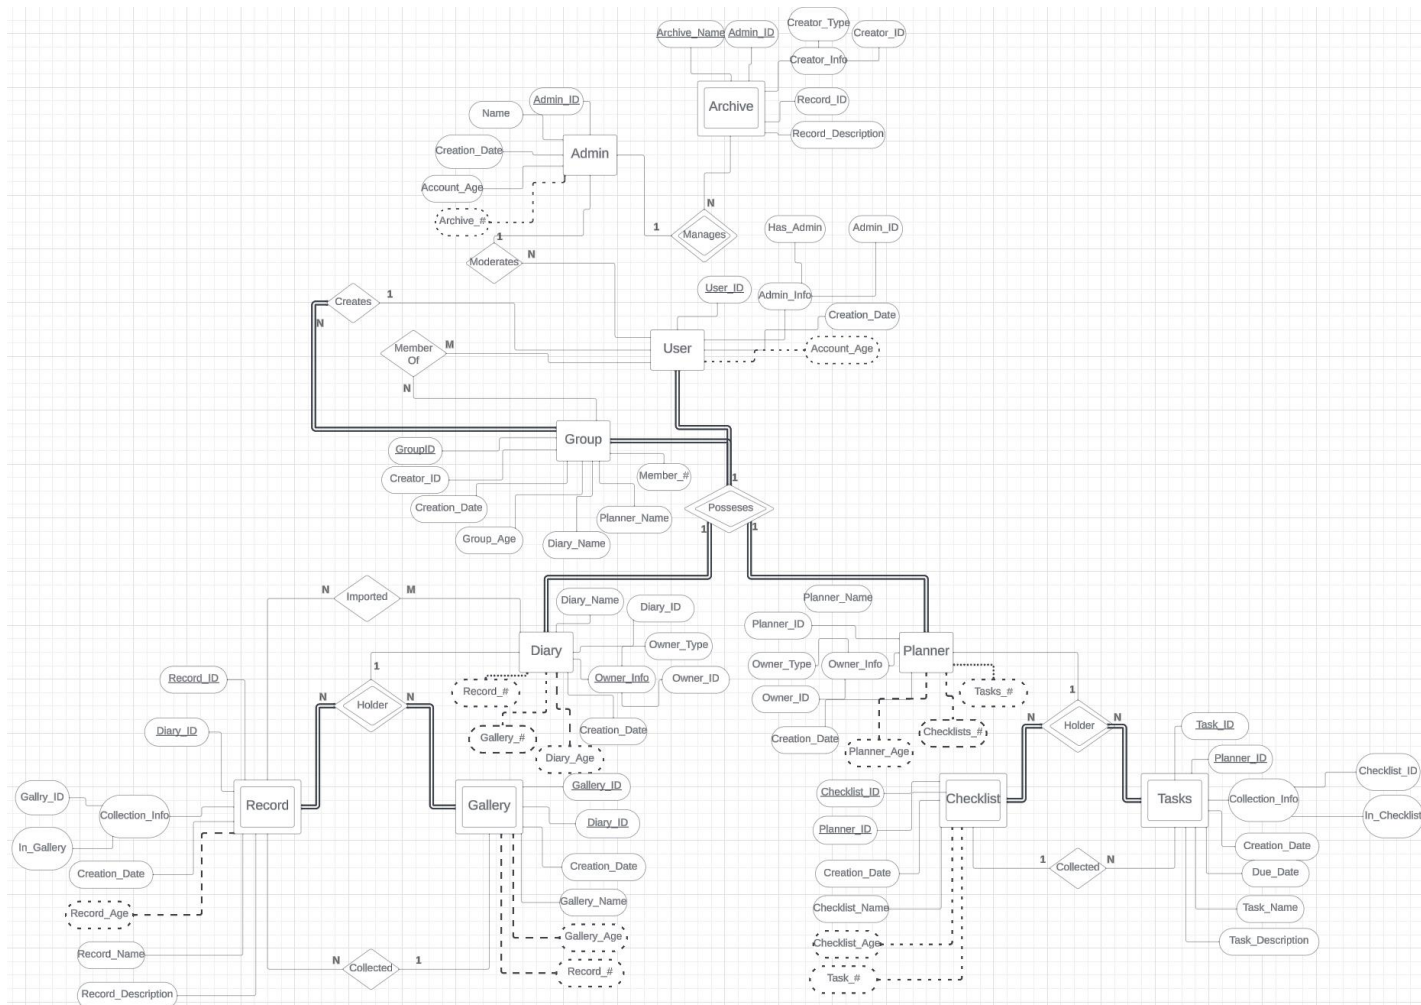 Creator_Type
Archive_Name
Admin_ID
Creator_ID
Creator_Info
Archive
Record_ID
Record_Description
Admin_ID
Name
Creation_Date
Admin
Account_Age
Archive_#
1
N
Manages
1
Moderates
N
Has_Admin
Admin_ID
User_ID
Admin_Info
Creates
1
N
Creation_Date
User
Account_Age
Member
Of
M
N
Group
GroupID
Creator_ID
Creation_Date
Group_Age
Diary_Name
Planner_Name
Member_#
1
Posseses
1
1
N
Imported
M
Diary_Name
Diary_ID
Owner_Type
Owner_Info
Owner_ID
Creation_Date
Diary
Record_#
Gallery_#
Diary_Age
Planner_Name
Planner_ID
Owner_Type
Owner_Info
Owner_ID
Creation_Date
Planner
Planner_Age
Checklists_#
Tasks_#
1
N
Holder
N
1
N
Holder
N
Record_ID
Diary_ID
Gallry_ID
Collection_Info
In_Gallery
Creation_Date
Record_Age
Record_Name
Record_Description
Record
Gallery
Gallery_ID
Diary_ID
Creation_Date
Gallery_Name
Gallery_Age
Record_#
N
Collected
1
Checklist_ID
Planner_ID
Creation_Date
Checklist_Name
Checklist_Age
Task_#
Checklist
1
Collected
N
Tasks
Task_ID
Planner_ID
Checklist_ID
Collection_Info
In_Checklist
Creation_Date
Due_Date
Task_Name
Task_Description